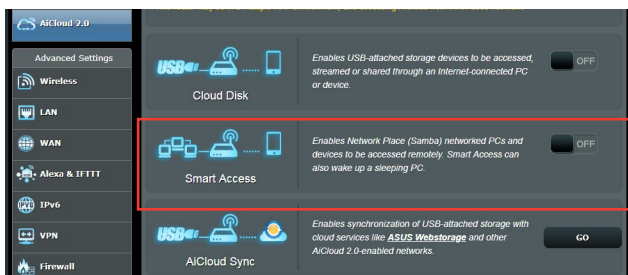 AiCloud 2.0
Advanced Settings
Wireless
LAN
WAN
Alexa & IFTTT
IPv6
VPN
Firewall
USB
Cloud Disk
Enables USB-attached storage devices to be accessed,
streamed or shared through an Internet-connected PC
or device.
OFF
Smart Access
Enables Network Place (Samba) networked PCs and
devices to be accessed remotely. Smart Access can
also wake up a sleeping PC.
OFF
USB
AiCloud Sync
Enables synchronization of USB-attached storage with
cloud services like ASUS Webstorage and other
AiCloud 2.0-enabled networks.
GO